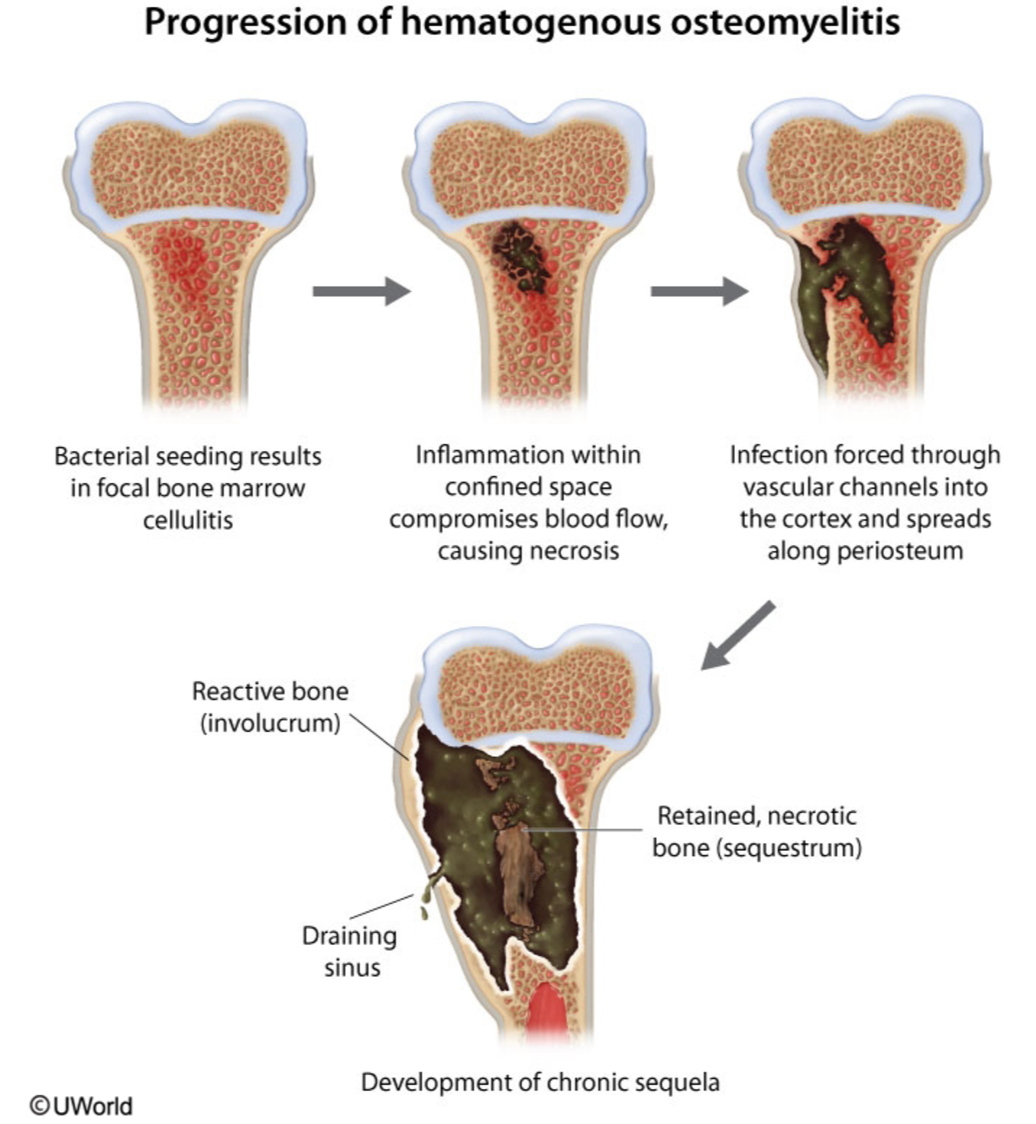 Progression of hematogenous osteomyelitis
Bacterial seeding results
in focal bone marrow
cellulitis
Inflammation within
confined space
compromises blood flow,
causing necrosis
Infection forced through
vascular channels into
the cortex and spreads
along periosteum
Reactive bone
(involucrum)
Retained, necrotic
bone (sequestrum)
Draining
sinus
Development of chronic sequela
©UWorld